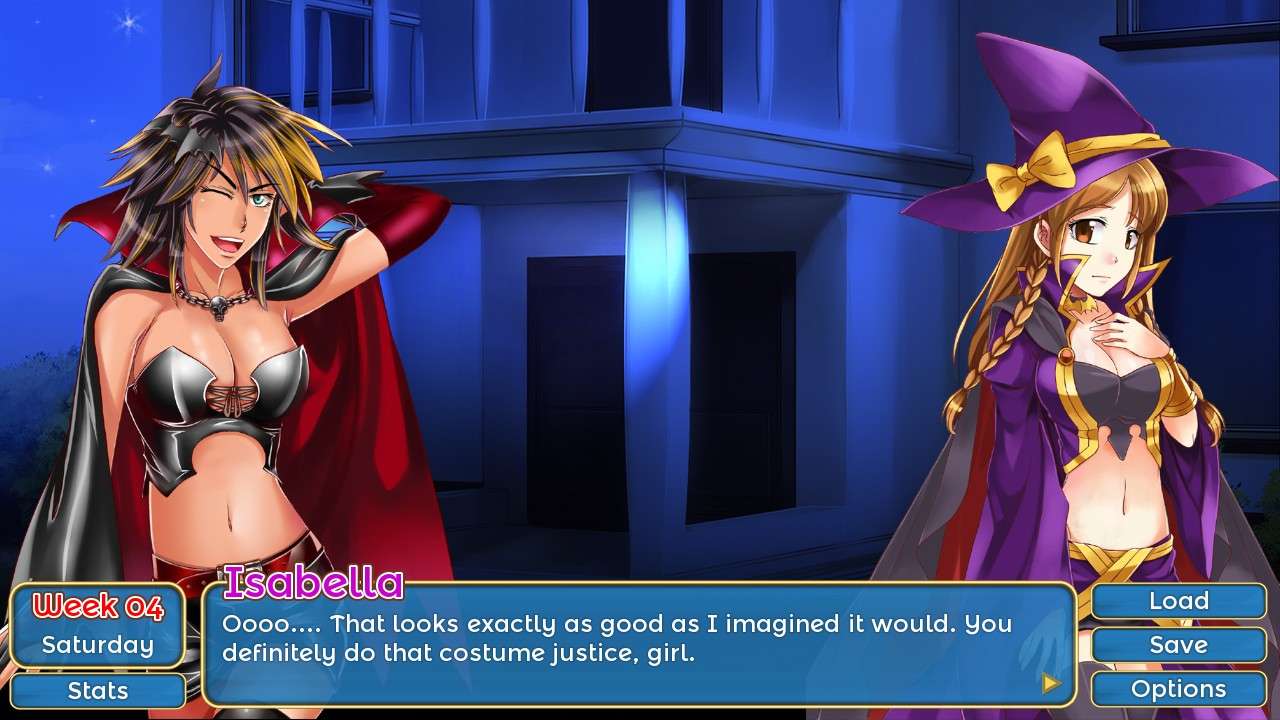 Isabella
Week 04
Saturday
Stats
Oooo.... That looks exactly as good as I imagined it would. You
definitely do that costume justice, girl.
Load
Save
Options